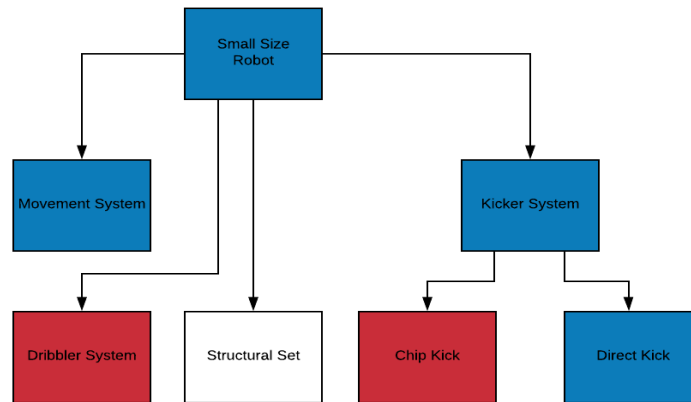 Small Size
Robot
Movement System
Kicker System
Dribbler System
Structural Set
Chip Kick
Direct Kick